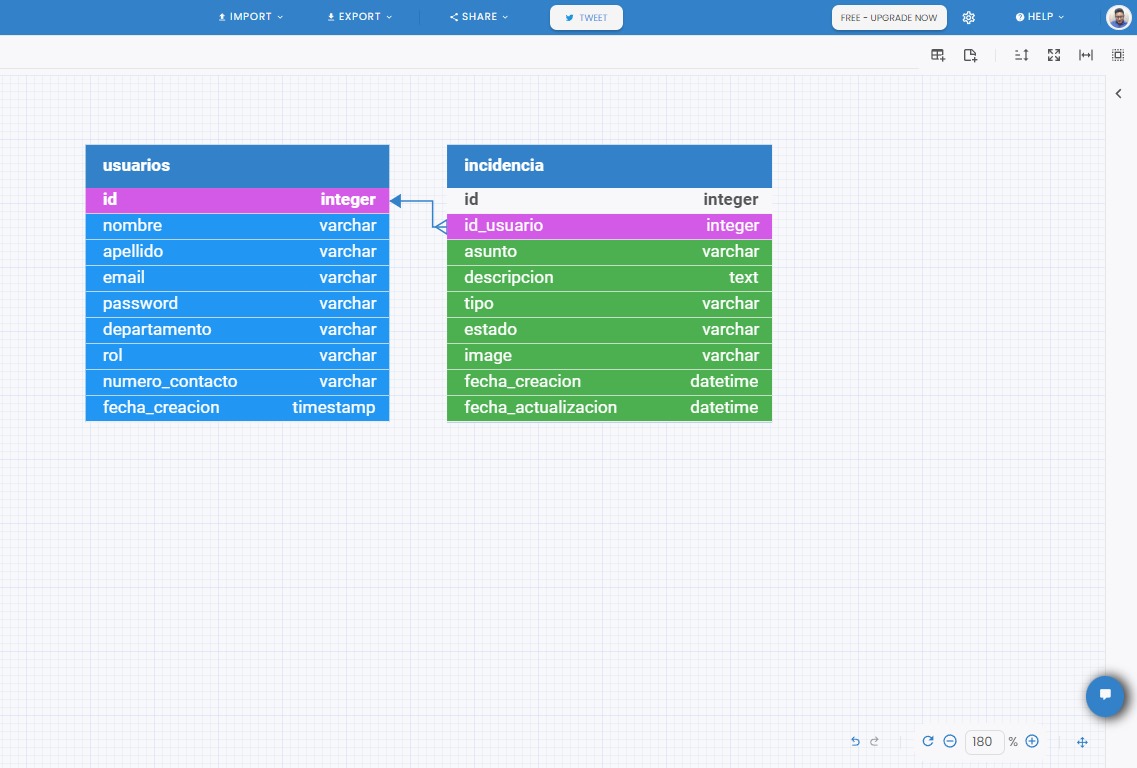 IMPORT EXPORT SHARE TWEET FREE - UPGRADE NOW HELP
usuarios
id integer
nombre varchar
apellido varchar
email varchar
password varchar
departamento varchar
rol varchar
numero_contacto varchar
fecha_creacion timestamp
incidencia
id integer
id_usuario integer
asunto varchar
descripcion text
tipo varchar
estado varchar
image varchar
fecha_creacion datetime
fecha_actualizacion datetime
180 %